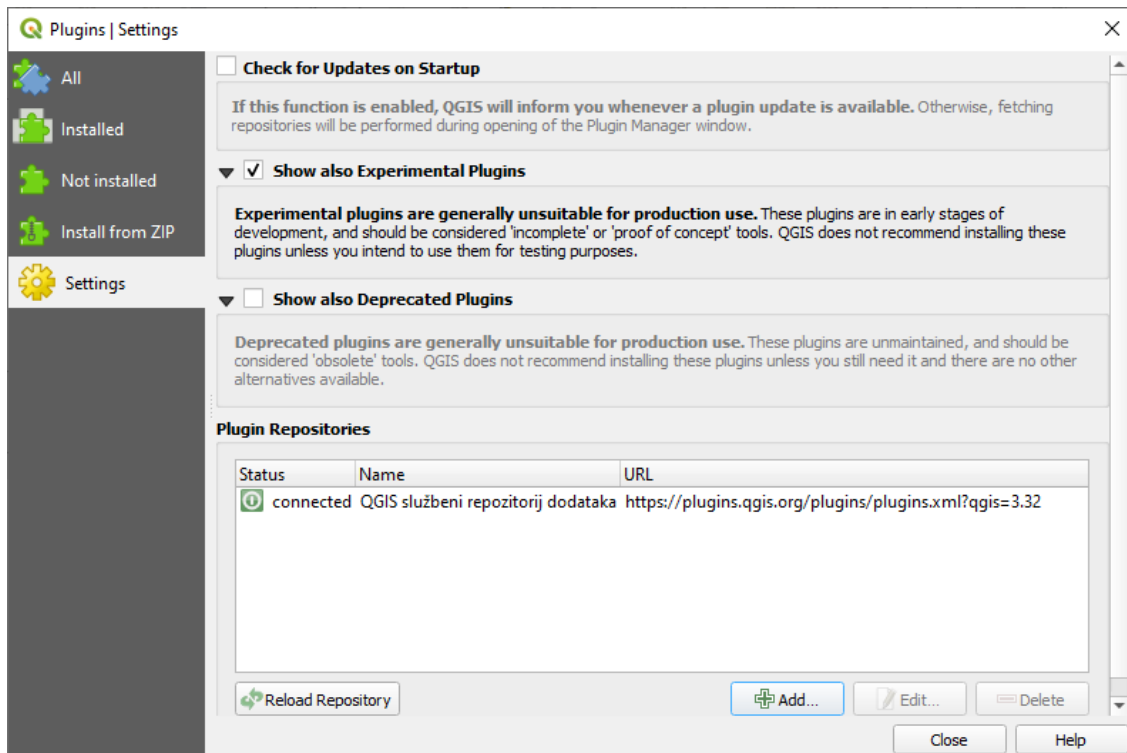 Plugins | Settings
All
Installed
Not installed
Install from ZIP
Settings
Check for Updates on Startup
If this function is enabled, QGIS will inform you whenever a plugin update is available. Otherwise, fetching
repositories will be performed during opening of the Plugin Manager window.
Show also Experimental Plugins
Experimental plugins are generally unsuitable for production use. These plugins are in early stages of
development, and should be considered 'incomplete' or 'proof of concept' tools. QGIS does not recommend installing these
plugins unless you intend to use them for testing purposes.
Show also Deprecated Plugins
Deprecated plugins are generally unsuitable for production use. These plugins are unmaintained, and should be
considered 'obsolete' tools. QGIS does not recommend installing these plugins unless you still need it and there are no other
alternatives available.
Plugin Repositories
Status Name URL
connected QGIS službeni repozitorij dodataka https://plugins.qgis.org/plugins/plugins.xml?qgis=3.32
Reload Repository Add... Edit... Delete
Close Help